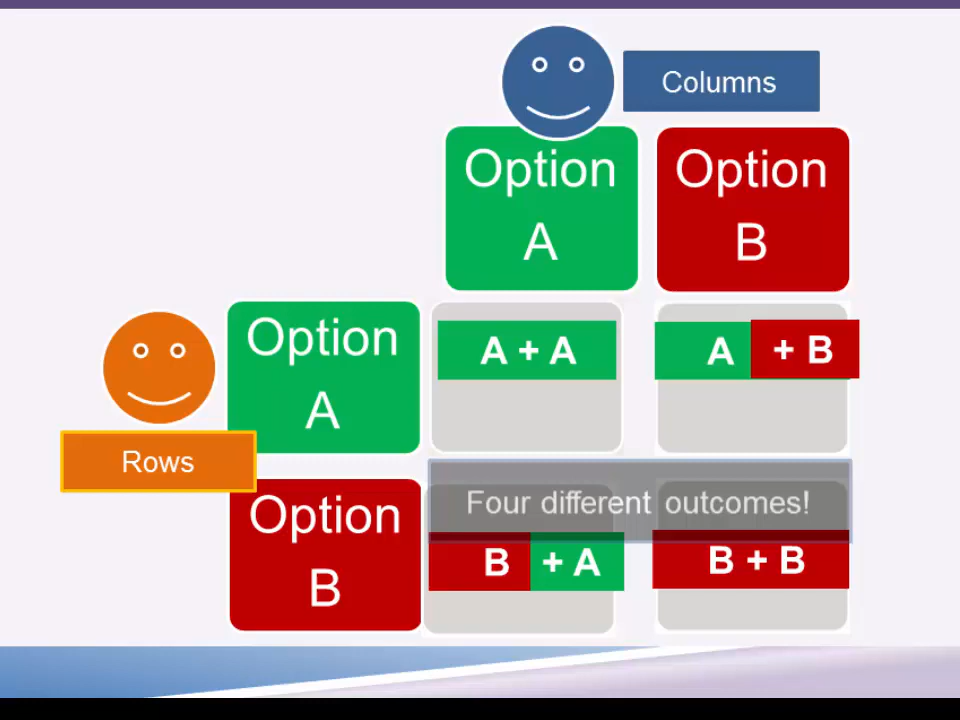 Columns
Option
A
Option
B
Option
A
A + A
A + B
Rows
Four different outcomes!
Option
B
B + A
B + B